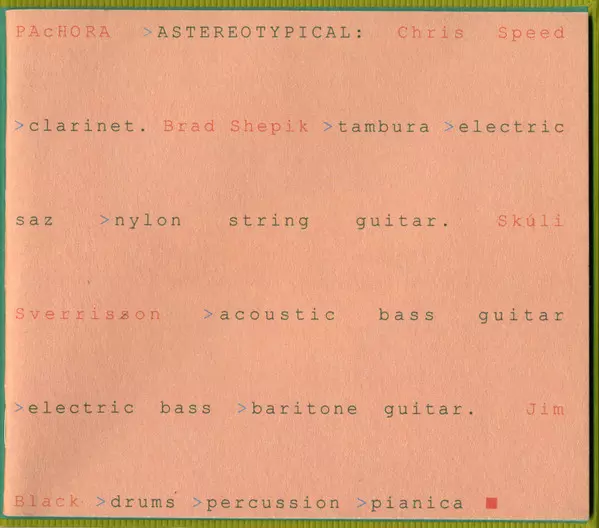 PAcHORA >ASTEREOTYPICAL: Chris Speed
>clarinet. Brad Shepik >tambura >electric
saz >nylon string guitar. Skúli
Sverrisson >acoustic bass guitar
>electric bass >baritone guitar. Jim
Black >drums >percussion >pianica ■